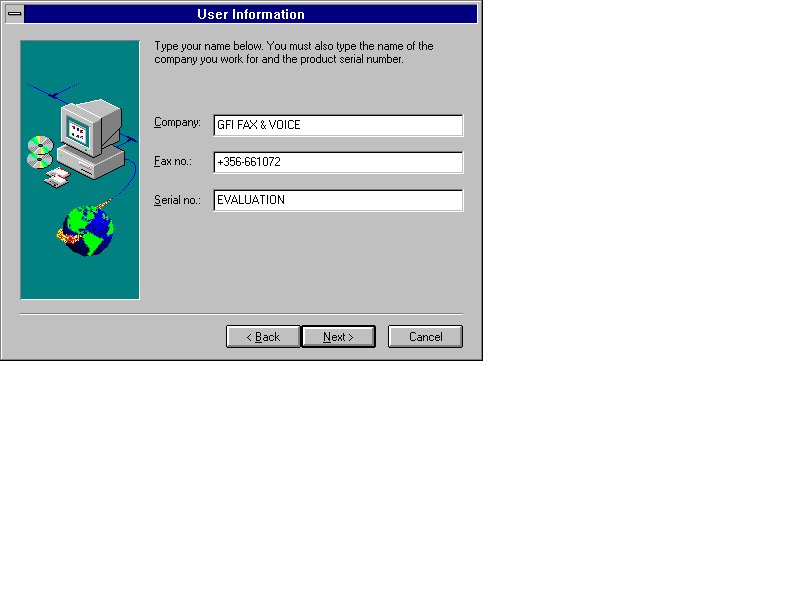 User Information
Type your name below. You must also type the name of the
company you work for and the product serial number.
Company: GFI FAX & VOICE
Fax no.: +356-661072
Serial no.: EVALUATION
< Back Next > Cancel